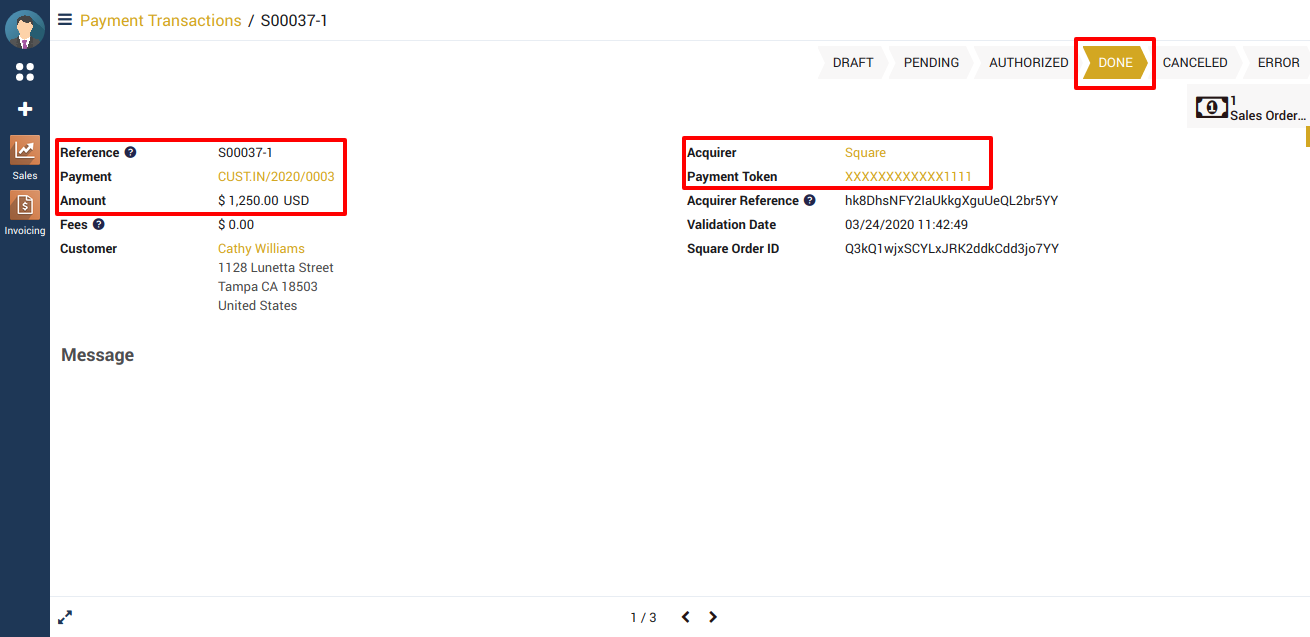 Payment Transactions / S00037-1
DRAFT PENDING AUTHORIZED DONE CANCELED ERROR
1
Sales Order...
Sales
Invoicing
Reference S00037-1
Payment CUST.IN/2020/0003
Amount $ 1,250.00 USD
Fees $ 0.00
Customer Cathy Williams
1128 Lunetta Street
Tampa CA 18503
United States
Acquirer Square
Payment Token XXXXXXXXXXXX1111
Acquirer Reference hk8DhsNFY2IaUkkgXguUeQL2br5YY
Validation Date 03/24/2020 11:42:49
Square Order ID Q3kQ1wjxSCYLxJRK2ddkCdd3jo7YY
Message
1 / 3